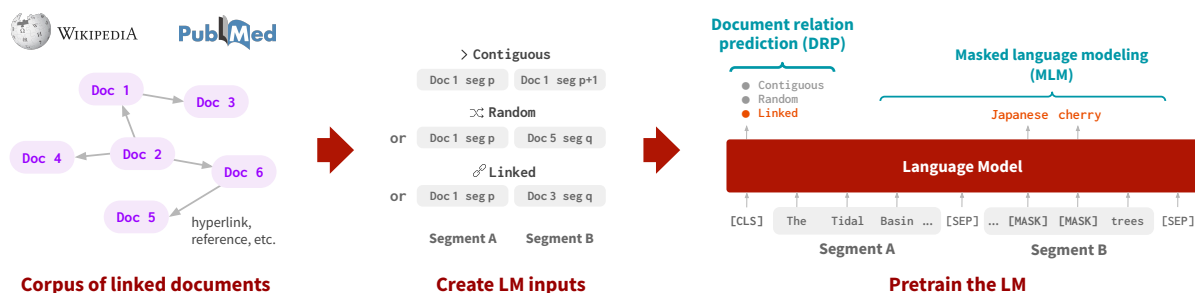 WIKIPEDIA
PubMed
Doc 1
Doc 3
Doc 2
Doc 4
Doc 6
Doc 5
hyperlink,
reference, etc.
Corpus of linked documents
Contiguous
Doc 1 seg p Doc 1 seg p+1
Random
or Doc 1 seg p Doc 5 seg q
Linked
or Doc 1 seg p Doc 3 seg q
Segment A Segment B
Create LM inputs
Document relation
prediction (DRP)
Masked language modeling
(MLM)
Contiguous
Random
Linked
Japanese cherry
Language Model
[CLS] The Tidal Basin ... [SEP] ... [MASK] [MASK] trees [SEP]
Segment A Segment B
Pretrain the LM